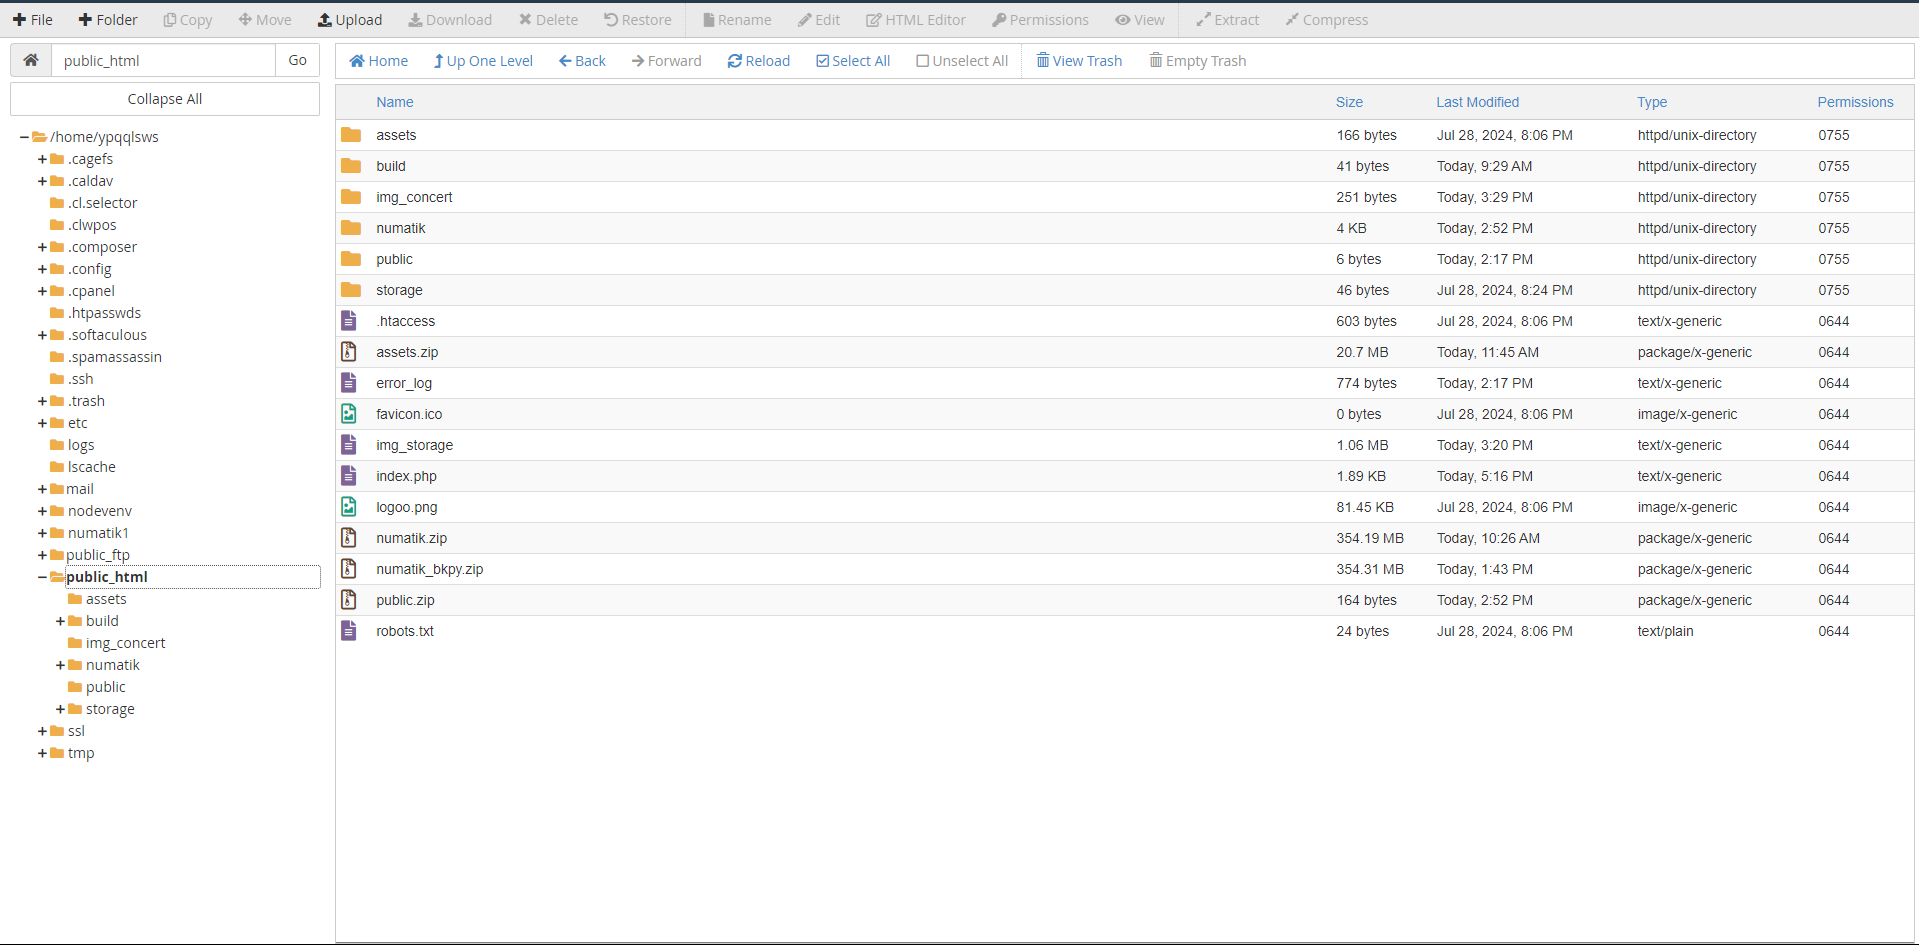 File Folder Copy Move Upload Download Delete Restore Rename Edit HTML Editor Permissions View Extract Compress
public_html Go
Home Up One Level Back Forward Reload Select All Unselect All View Trash Empty Trash
Collapse All
/home/ypqqlsws
.cagefs
.caldav
.cl.selector
.clwpos
.composer
.config
.cpanel
.htpasswds
.softaculous
.spamassassin
.ssh
.trash
etc
logs
lscache
mail
nodevenv
numatik1
public_ftp
public_html
assets
build
img_concert
numatik
public
storage
ssl
tmp
Name Size Last Modified Type Permissions
assets 166 bytes Jul 28, 2024, 8:06 PM httpd/unix-directory 0755
build 41 bytes Today, 9:29 AM httpd/unix-directory 0755
img_concert 251 bytes Today, 3:29 PM httpd/unix-directory 0755
numatik 4 KB Today, 2:52 PM httpd/unix-directory 0755
public 6 bytes Today, 2:17 PM httpd/unix-directory 0755
storage 46 bytes Jul 28, 2024, 8:24 PM httpd/unix-directory 0755
.htaccess 603 bytes Jul 28, 2024, 8:06 PM text/x-generic 0644
assets.zip 20.7 MB Today, 11:45 AM package/x-generic 0644
error_log 774 bytes Today, 2:17 PM text/x-generic 0644
favicon.ico 0 bytes Jul 28, 2024, 8:06 PM image/x-generic 0644
img_storage 1.06 MB Today, 3:20 PM text/x-generic 0644
index.php 1.89 KB Today, 5:16 PM text/x-generic 0644
logoo.png 81.45 KB Jul 28, 2024, 8:06 PM image/x-generic 0644
numatik.zip 354.19 MB Today, 10:26 AM package/x-generic 0644
numatik_bkpy.zip 354.31 MB Today, 1:43 PM package/x-generic 0644
public.zip 164 bytes Today, 2:52 PM package/x-generic 0644
robots.txt 24 bytes Jul 28, 2024, 8:06 PM text/plain 0644